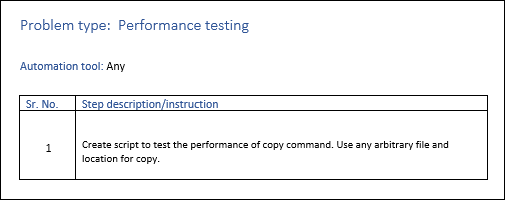 Problem type: Performance testing
Automation tool: Any
Sr. No. Step description/instruction
1 Create script to test the performance of copy command. Use any arbitrary file and
location for copy.